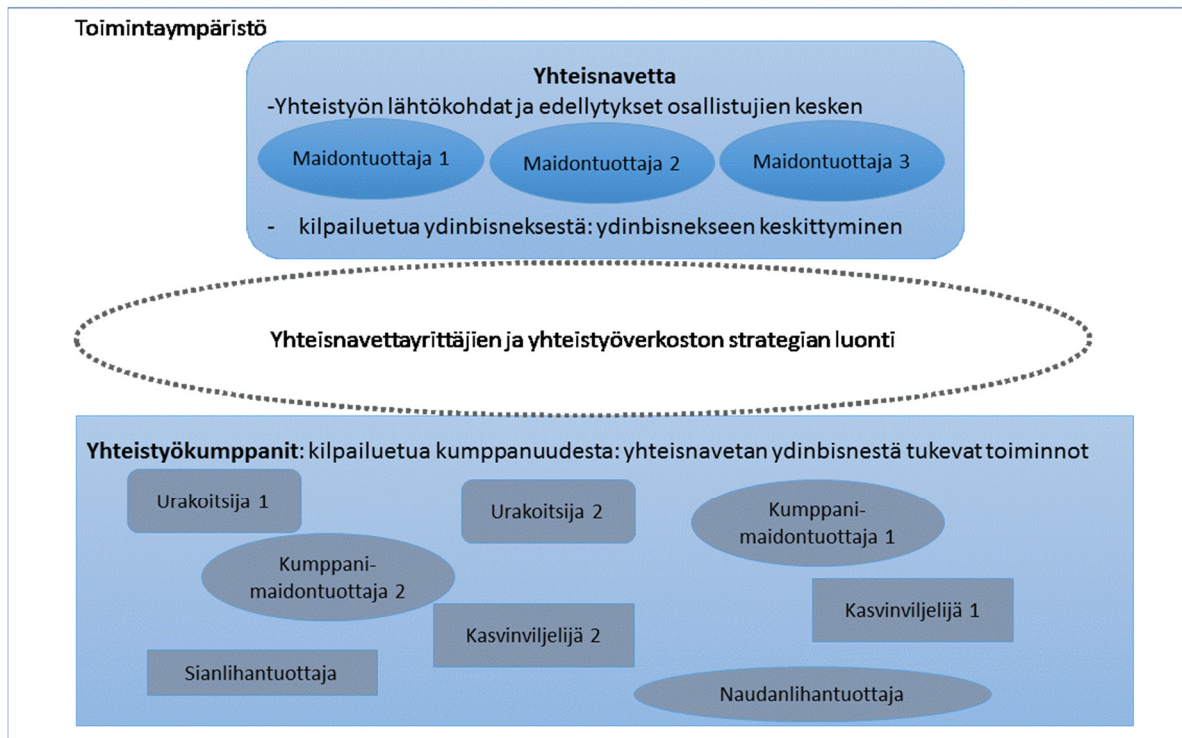 Toimintaympäristö
Yhteisnavetta
-Yhteistyön lähtökohdat ja edellytykset osallistujien kesken
Maidontuottaja 1
Maidontuottaja 2
Maidontuottaja 3
- kilpailuetua ydinbisneksestä: ydinbisnekseen keskittyminen
Yhteisnavettayrittäjien ja yhteistyöverkoston strategian luonti
Yhteistyökumppanit: kilpailuetua kumppanuudesta: yhteisnavetan ydinbisnestä tukevat toiminnot
Urakoitsija 1
Urakoitsija 2
Kumppani-
maidontuottaja 1
Kumppani-
maidontuottaja 2
Kasvinviljelijä 1
Kasvinviljelijä 2
Sianlihantuottaja
Naudanlihantuottaja